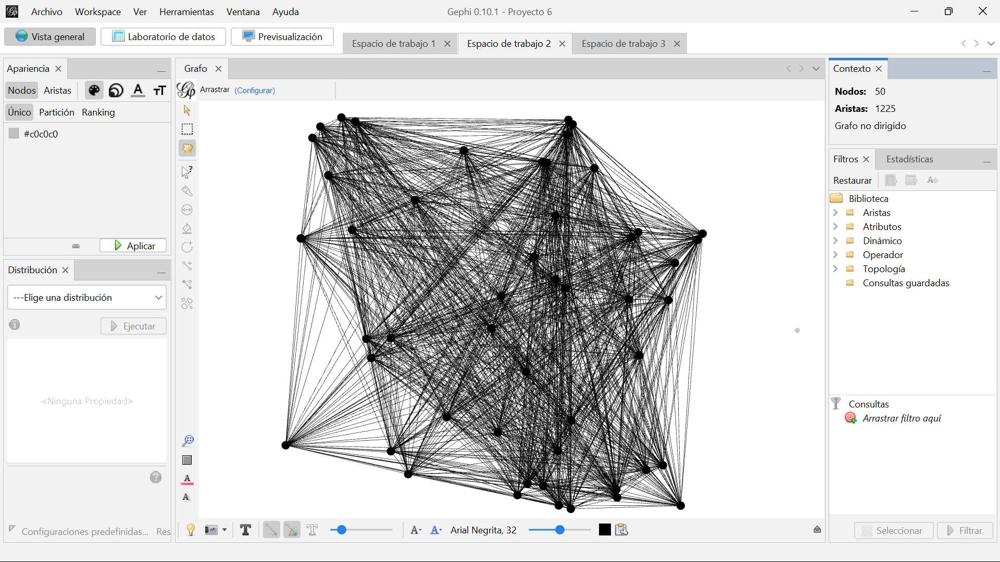 Archivo Workspace Ver Herramientas Ventana Ayuda
Gephi 0.10.1 - Proyecto 6
Vista general Laboratorio de datos Previsualización
Espacio de trabajo 1 Espacio de trabajo 2 Espacio de trabajo 3
Apariencia
Nodos Aristas
Único Partición Ranking
#c0c0c0
Aplicar
Distribución
---Elige una distribución
Ejecutar
<Ninguna Propiedad>
Configuraciones predefinidas... Res
Grafo
Arrastrar (Configurar)
Arial Negrita, 32
Contexto
Nodos: 50
Aristas: 1225
Grafo no dirigido
Filtros Estadísticas
Restaurar
Biblioteca
Aristas
Atributos
Dinámico
Operador
Topología
Consultas guardadas
Consultas
Arrastrar filtro aquí
Seleccionar Filtrar